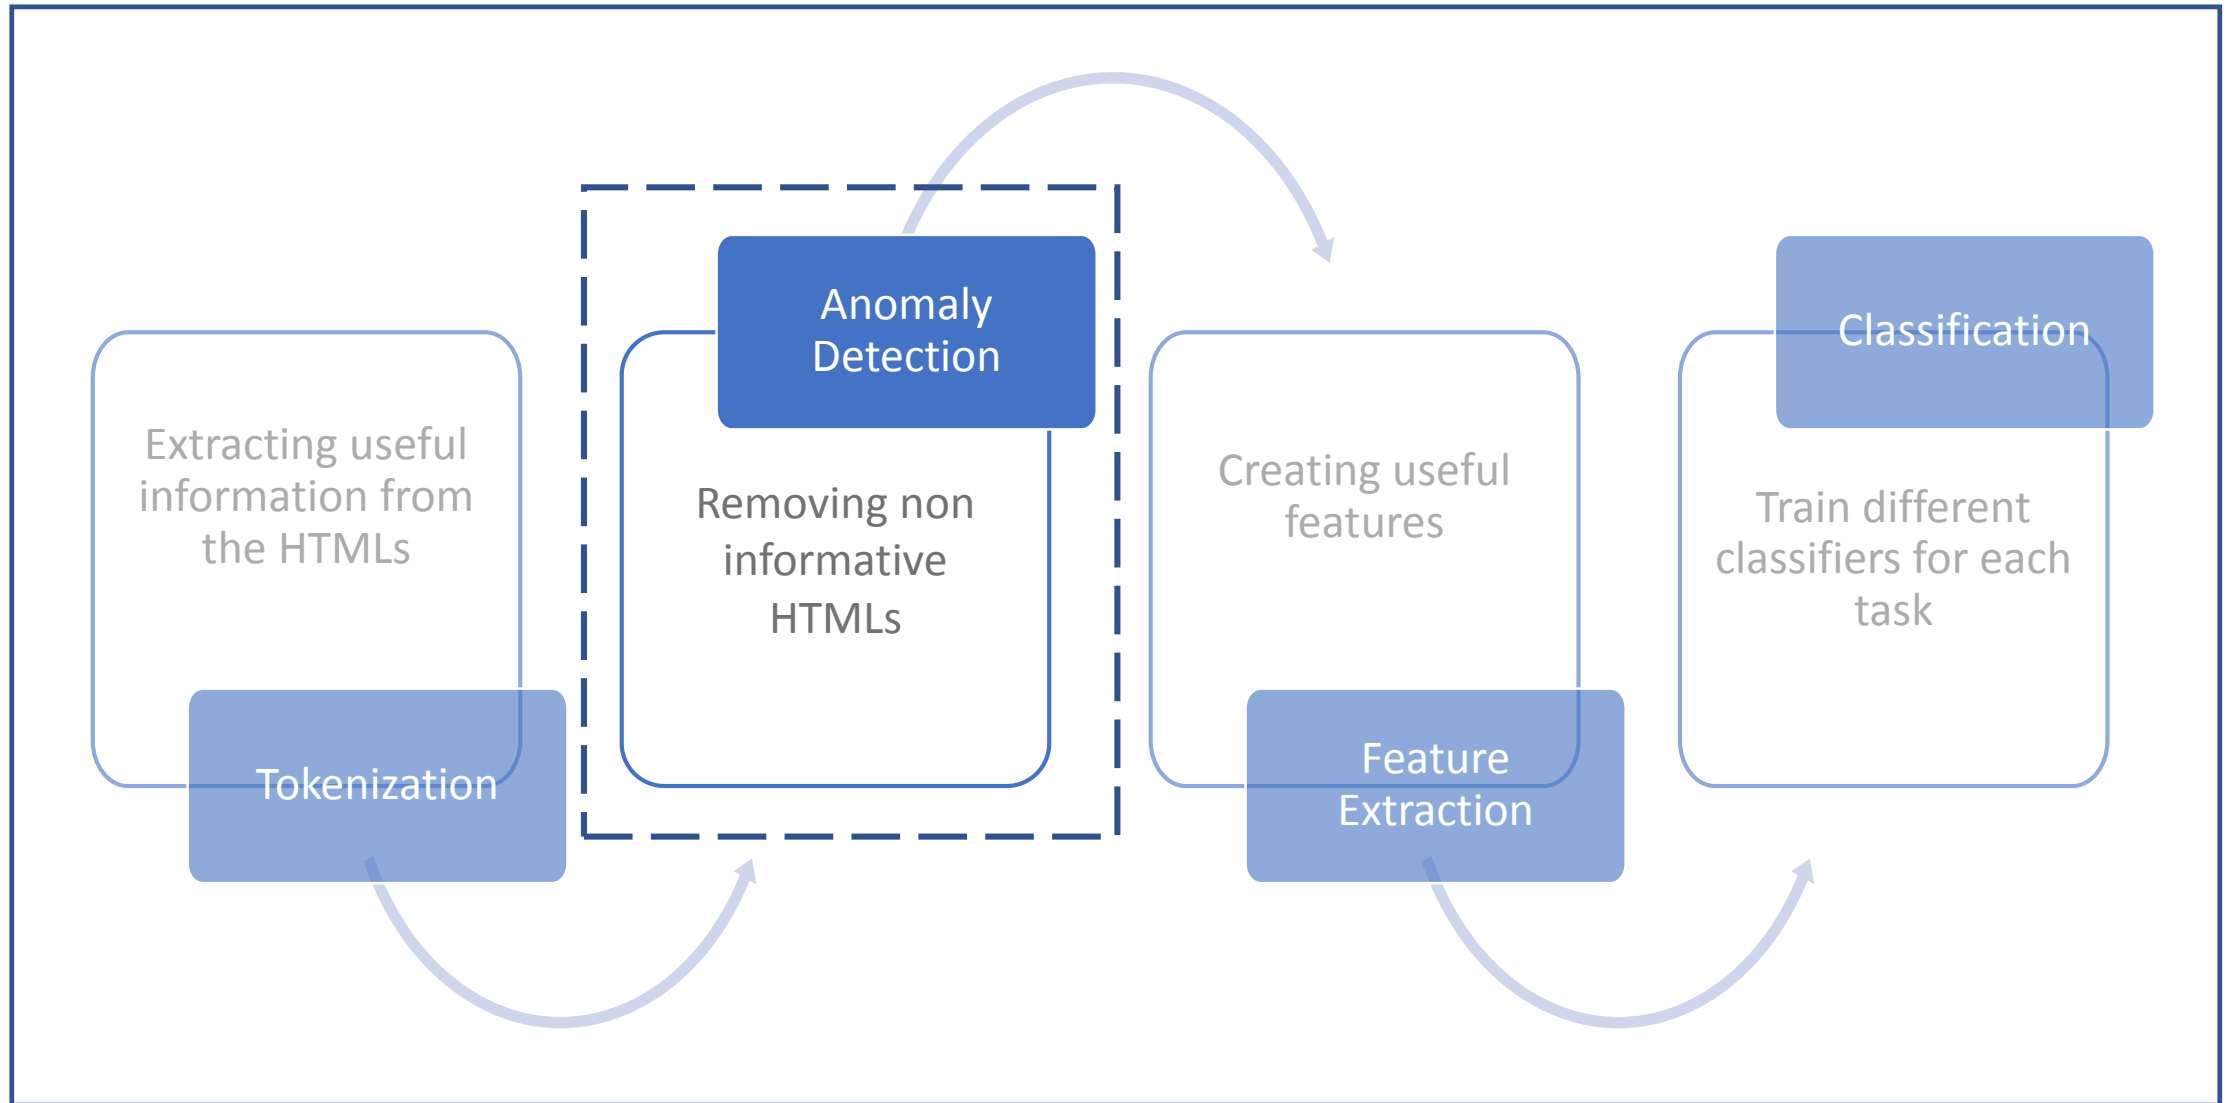 Extracting useful
information from
the HTMLs
Tokenization
Anomaly
Detection
Removing non
informative
HTMLs
Creating useful
features
Feature
Extraction
Classification
Train different
classifiers for each
task